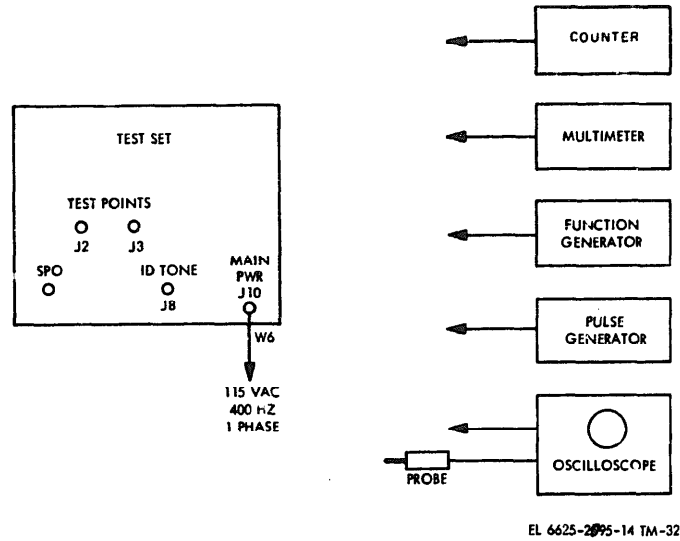 TEST SET
TEST POINTS
J2
J3
SPO
ID TONE
J8
MAIN
PWR
J10
W6
115 VAC
400 HZ
1 PHASE
COUNTER
MULTIMETER
FUNCTION
GENERATOR
PULSE
GENERATOR
OSCILLOSCOPE
PROBE
EL 6625-2995-14 TM-32